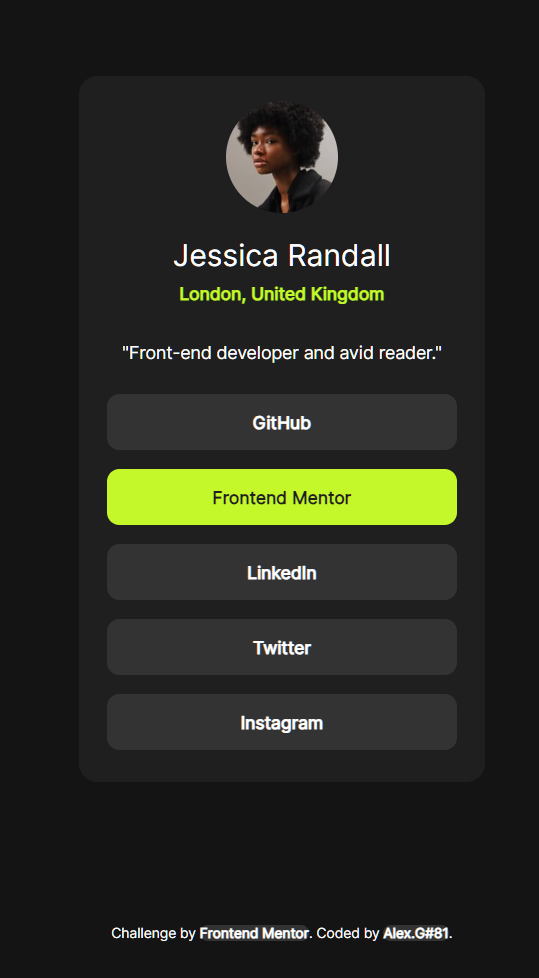 Jessica Randall
London, United Kingdom
"Front-end developer and avid reader."
GitHub
Frontend Mentor
LinkedIn
Twitter
Instagram
Challenge by Frontend Mentor. Coded by Alex.G#81.